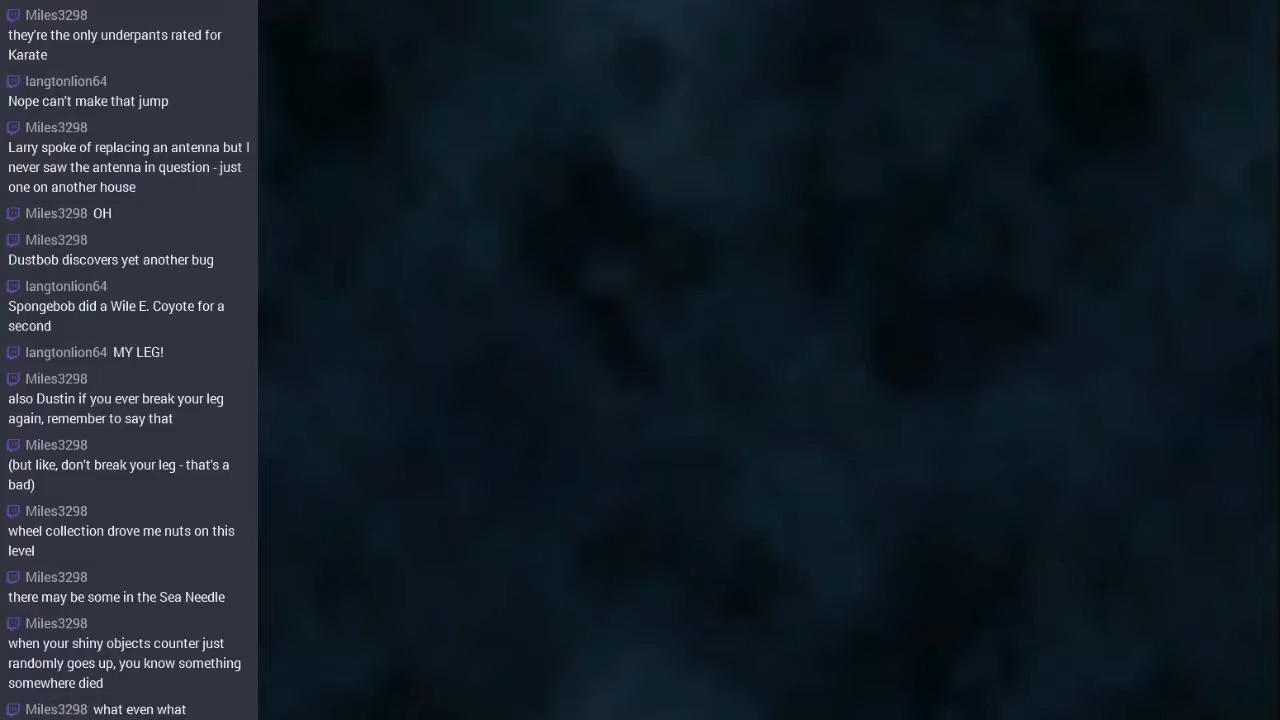 Miles3298
they're the only underpants rated for
Karate
langtonlion64
Nope can't make that jump
Miles3298
Larry spoke of replacing an antenna but I
never saw the antenna in question - just
one on another house
Miles3298 OH
Miles3298
Dustbob discovers yet another bug
langtonlion64
Spongebob did a Wile E. Coyote for a
second
langtonlion64 MY LEG!
Miles3298
also Dustin if you ever break your leg
again, remember to say that
Miles3298
(but like, don't break your leg - that's a
bad)
Miles3298
wheel collection drove me nuts on this
level
Miles3298
there may be some in the Sea Needle
Miles3298
when your shiny objects counter just
randomly goes up, you know something
somewhere died
Miles3298 what even what